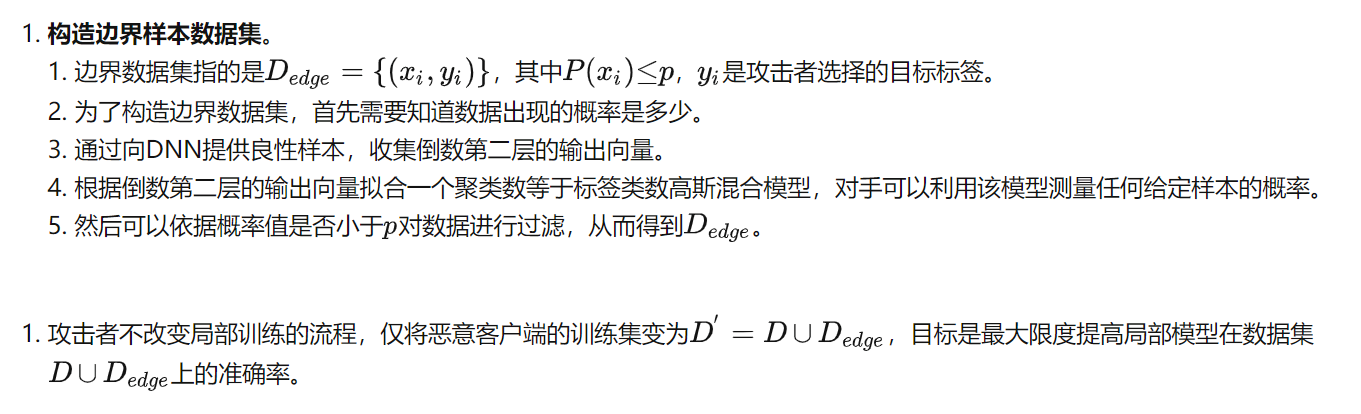 1. 构造边界样本数据集。
1. 边界数据集指的是D_{edge} = {(x_i, y_i)}，其中P(x_i)≤p，y_i是攻击者选择的目标标签。
2. 为了构造边界数据集，首先需要知道数据出现的概率是多少。
3. 通过向DNN提供良性样本，收集倒数第二层的输出向量。
4. 根据倒数第二层的输出向量拟合一个聚类数等于标签类数高斯混合模型，对手可以利用该模型测量任何给定样本的概率。
5. 然后可以依据概率值是否小于p对数据进行过滤，从而得到D_{edge}。
1. 攻击者不改变局部训练的流程，仅将恶意客户端的训练集变为D' = D ∪ D_{edge}，目标是最大限度提高局部模型在数据集
D ∪ D_{edge}上的准确率。